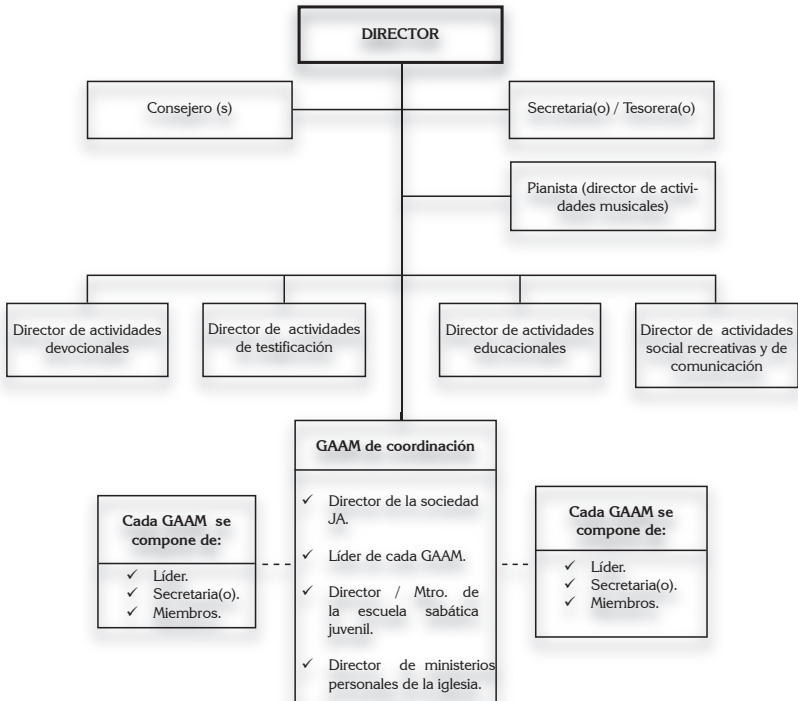 DIRECTOR
Consejero (s)
Secretaria(o) / Tesorera(o)
Pianista (director de activi-
dades musicales)
Director de actividades
devocionales
Director de actividades
de testificación
Director de actividades
educacionales
Director de actividades
social recreativas y de
comunicación
GAAM de coordinación
✓ Director de la sociedad
JA.
✓ Líder de cada GAAM.
✓ Director / Mtro. de
la escuela sabática
juvenil.
✓ Director de ministerios
personales de la iglesia.
Cada GAAM se
compone de:
✓ Líder.
✓ Secretaria(o).
✓ Miembros.
Cada GAAM se
compone de:
✓ Líder.
✓ Secretaria(o).
✓ Miembros.